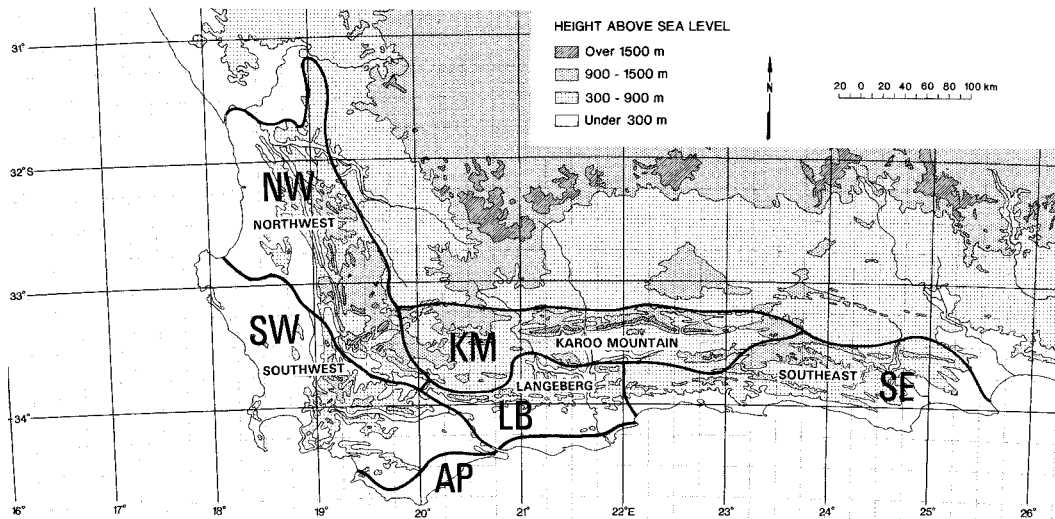 HEIGHT ABOVE SEA LEVEL
Over 1500 m
900 - 1500 m
300 - 900 m
Under 300 m
N
20 0 20 40 60 80 100 km
31°
32°S
33°
34°
NW
NORTHWEST
SW
SOUTHWEST
KM
KAROO MOUNTAIN
LANGEBERG
LB
SOUTHEAST
SE
AP
16° 17° 18° 19° 20° 21° 22°E 23° 24° 25° 26°